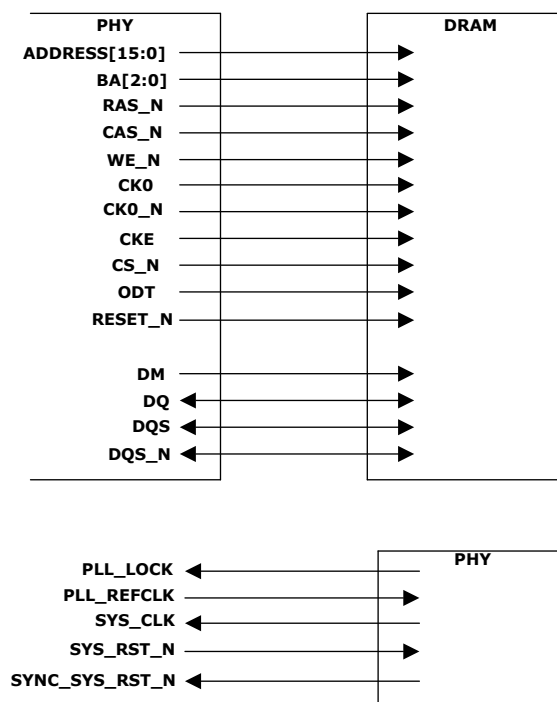 PHY
DRAM
ADDRESS[15:0]
BA[2:0]
RAS_N
CAS_N
WE_N
CK0
CK0_N
CKE
CS_N
ODT
RESET_N
DM
DQ
DQS
DQS_N
PHY
PLL_LOCK
PLL_REFCLK
SYS_CLK
SYS_RST_N
SYNC_SYS_RST_N